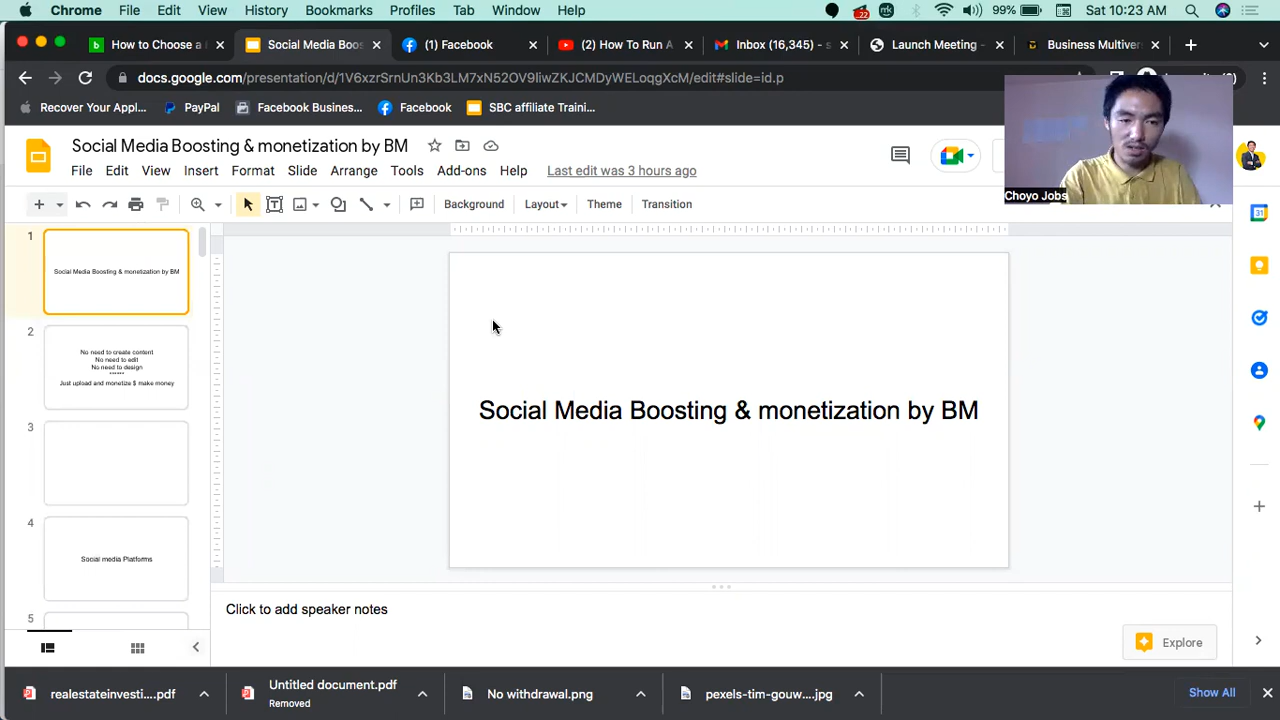 Chrome File Edit View History Bookmarks Profiles Tab Window Help 22 99% Sat 10:23 AM
How to Choose a Social Media Boos (1) Facebook (2) How To Run A Inbox (16,345) - s Launch Meeting - Business Multivers
docs.google.com/presentation/d/1V6xzrSrnUn3Kb3LM7xN52OV9IiwZKJCMDyWELoqgXcM/edit#slide=id.p
Recover Your Appl... PayPal Facebook Busines... Facebook SBC affiliate Traini...
Social Media Boosting & monetization by BM
File Edit View Insert Format Slide Arrange Tools Add-ons Help Last edit was 3 hours ago
Choyo Jobs
Background Layout Theme Transition
31
1
Social Media Boosting & monetization by BM
2
No need to create content
No need to edit
No need to design
******
Just upload and monetize $ make money
3
4
Social media Platforms
5
Social Media Boosting & monetization by BM
Click to add speaker notes
Explore
realestateinvesti....pdf Untitled document.pdf No withdrawal.png pexels-tim-gouw....jpg Show All
Removed